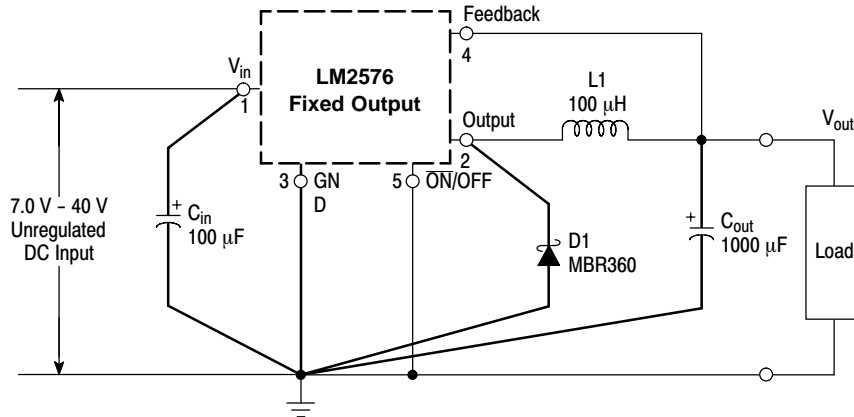 Feedback
4
LM2576
Fixed Output
Vin
1
L1
100 μH
Output
2
Vout
3
GN
D
5
ON/OFF
7.0 V - 40 V
Unregulated
DC Input
+
Cin
100 μF
D1
MBR360
+
Cout
1000 μF
Load